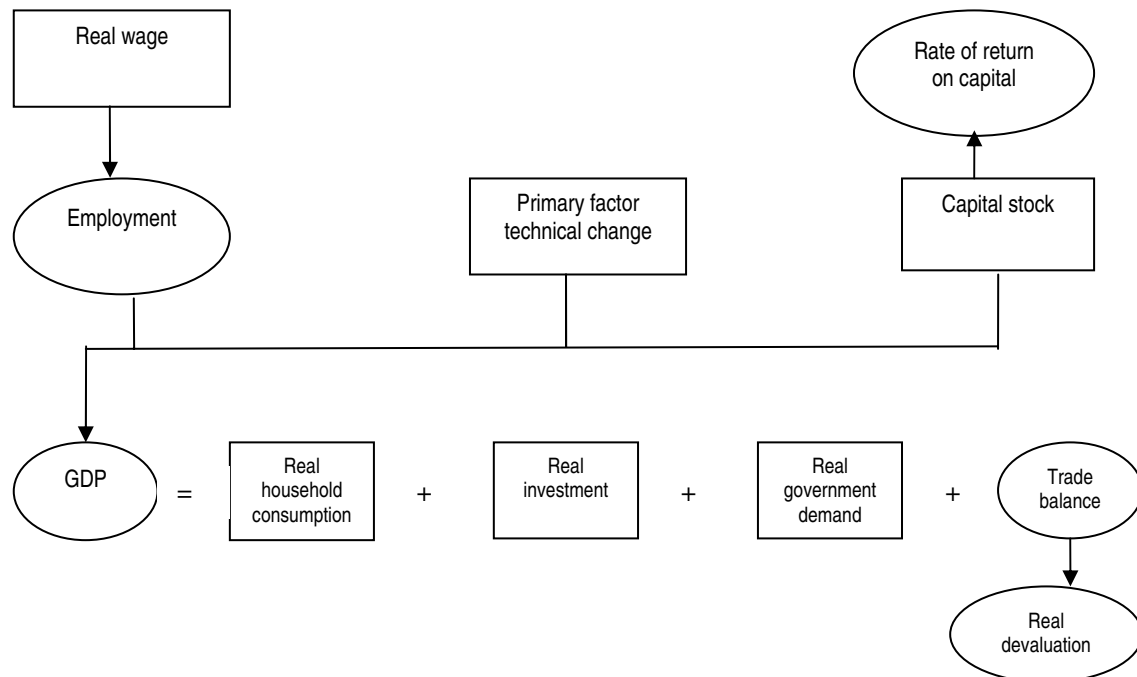 Real wage
Rate of return
on capital
Employment
Primary factor
technical change
Capital stock
GDP
=
Real
household
consumption
+
Real
investment
+
Real
government
demand
+
Trade
balance
Real
devaluation